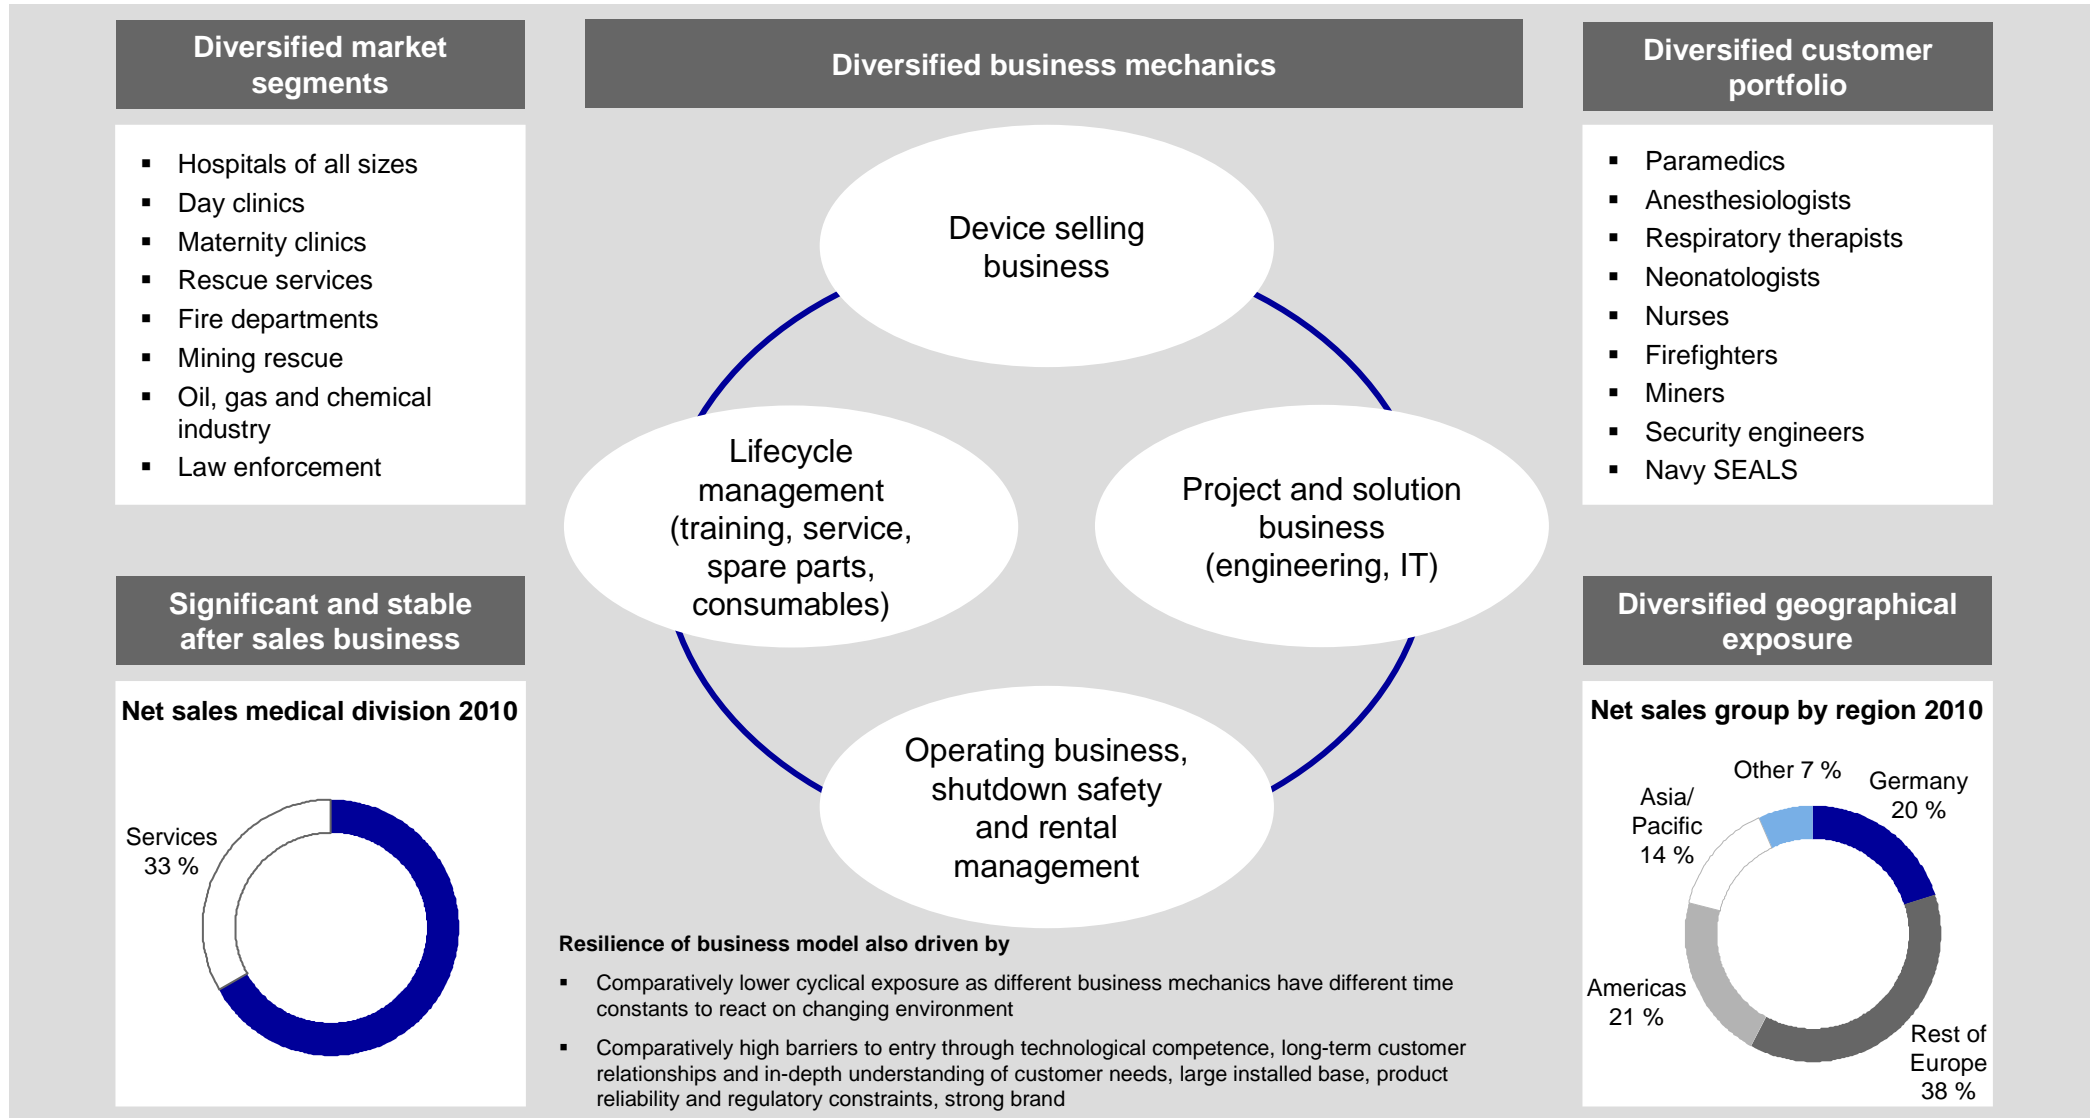 Diversified market
segments
▪ Hospitals of all sizes
▪ Day clinics
▪ Maternity clinics
▪ Rescue services
▪ Fire departments
▪ Mining rescue
▪ Oil, gas and chemical
industry
▪ Law enforcement
Significant and stable
after sales business
Net sales medical division 2010
Services
33 %
Diversified business mechanics
Device selling
business
Lifecycle
management
(training, service,
spare parts,
consumables)
Project and solution
business
(engineering, IT)
Operating business,
shutdown safety
and rental
management
Resilience of business model also driven by
▪ Comparatively lower cyclical exposure as different business mechanics have different time
constants to react on changing environment
▪ Comparatively high barriers to entry through technological competence, long-term customer
relationships and in-depth understanding of customer needs, large installed base, product
reliability and regulatory constraints, strong brand
Diversified customer
portfolio
▪ Paramedics
▪ Anesthesiologists
▪ Respiratory therapists
▪ Neonatologists
▪ Nurses
▪ Firefighters
▪ Miners
▪ Security engineers
▪ Navy SEALS
Diversified geographical
exposure
Net sales group by region 2010
Other 7 %
Germany
20 %
Asia/
Pacific
14 %
Americas
21 %
Rest of
Europe
38 %